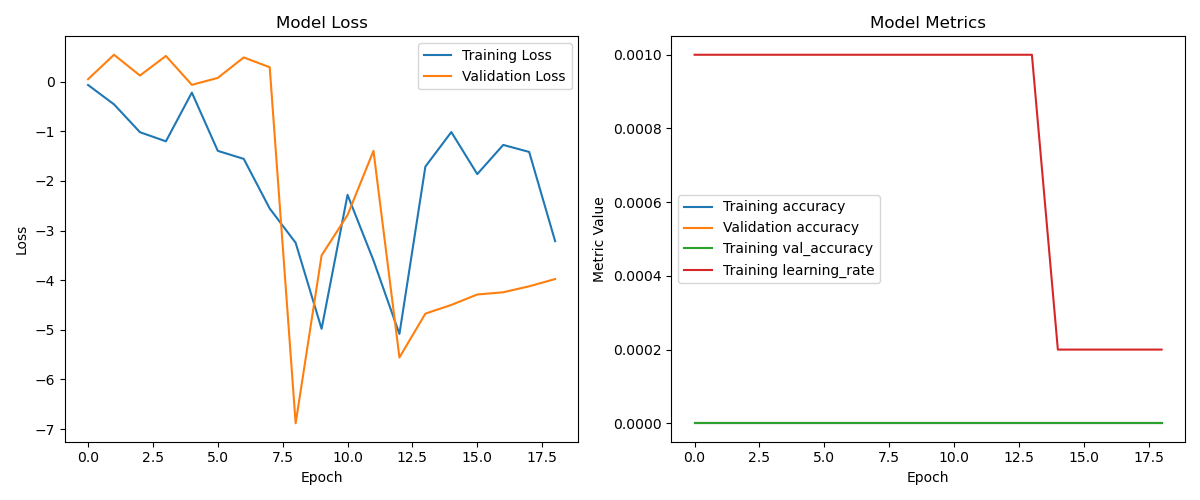 Model Loss
Training Loss
Validation Loss
0
−1
−2
−3
−4
−5
−6
−7
Loss
0.0 2.5 5.0 7.5 10.0 12.5 15.0 17.5
Epoch
Model Metrics
0.0010
0.0008
0.0006
0.0004
0.0002
0.0000
Metric Value
Training accuracy
Validation accuracy
Training val_accuracy
Training learning_rate
0.0 2.5 5.0 7.5 10.0 12.5 15.0 17.5
Epoch